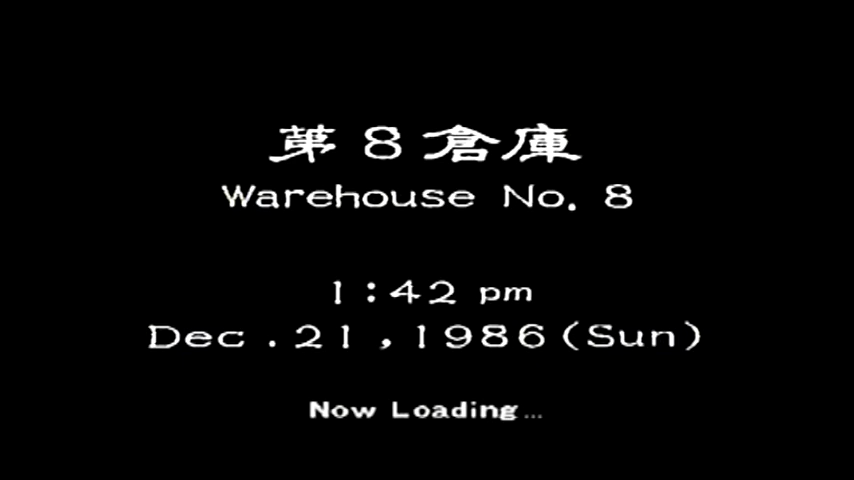 第８倉庫
Warehouse No. 8
1:42 pm
Dec .21 ,1986(Sun)
Now Loading...